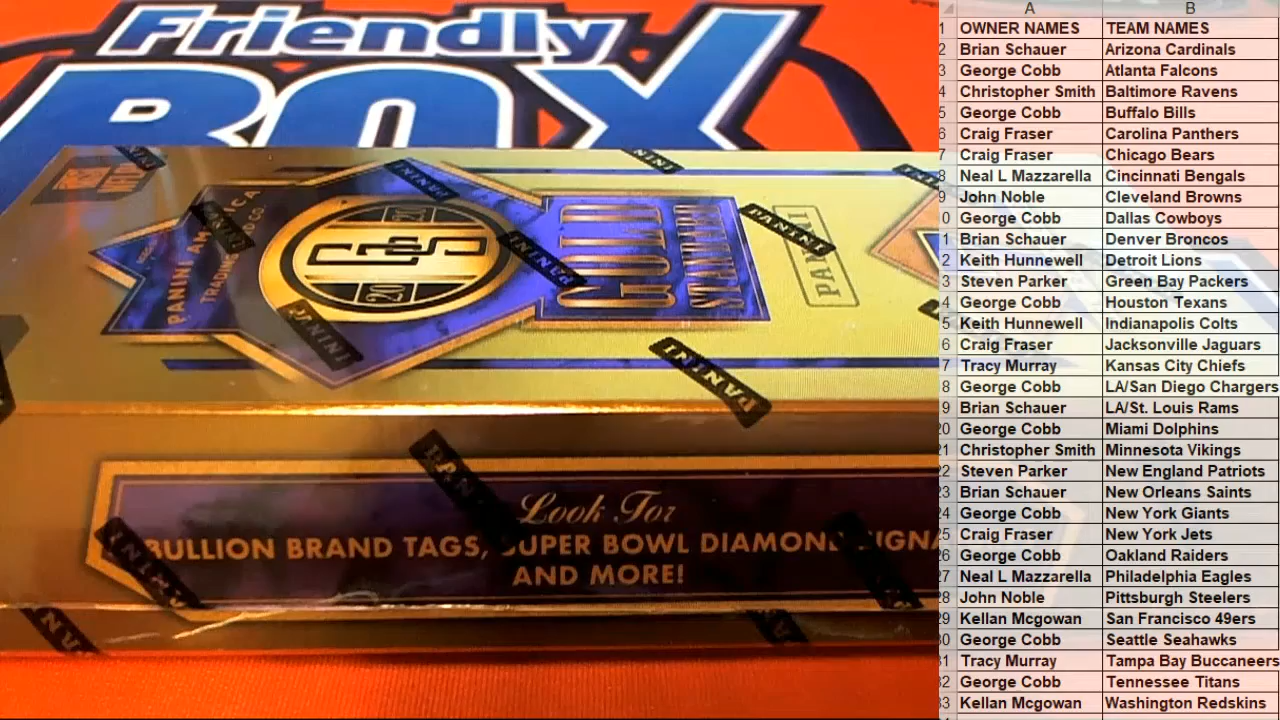 Friendly
BOX
PANINI AMERICA
TRADING CARD CO.
20
20
GOLD
STANDARD
PANINI
Look For
BULLION BRAND TAGS, SUPER BOWL DIAMOND
AND MORE!
PANINI
PANINI
PANINI
PANINI
PANINI
PANINI
A B
1 OWNER NAMES TEAM NAMES
2 Brian Schauer Arizona Cardinals
3 George Cobb Atlanta Falcons
4 Christopher Smith Baltimore Ravens
5 George Cobb Buffalo Bills
6 Craig Fraser Carolina Panthers
7 Craig Fraser Chicago Bears
8 Neal L Mazzarella Cincinnati Bengals
9 John Noble Cleveland Browns
0 George Cobb Dallas Cowboys
1 Brian Schauer Denver Broncos
2 Keith Hunnewell Detroit Lions
3 Steven Parker Green Bay Packers
4 George Cobb Houston Texans
5 Keith Hunnewell Indianapolis Colts
6 Craig Fraser Jacksonville Jaguars
7 Tracy Murray Kansas City Chiefs
8 George Cobb LA/San Diego Chargers
9 Brian Schauer LA/St. Louis Rams
20 George Cobb Miami Dolphins
21 Christopher Smith Minnesota Vikings
22 Steven Parker New England Patriots
23 Brian Schauer New Orleans Saints
24 George Cobb New York Giants
25 Craig Fraser New York Jets
26 George Cobb Oakland Raiders
27 Neal L Mazzarella Philadelphia Eagles
28 John Noble Pittsburgh Steelers
29 Kellan Mcgowan San Francisco 49ers
30 George Cobb Seattle Seahawks
31 Tracy Murray Tampa Bay Buccaneers
32 George Cobb Tennessee Titans
33 Kellan Mcgowan Washington Redskins